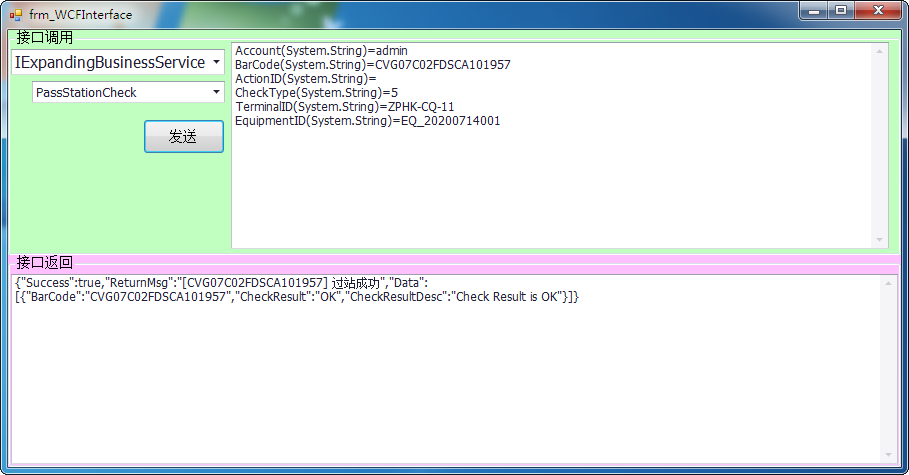 frm_WCFInterface
接口调用
IExpandingBusinessService
PassStationCheck
发送
Account(System.String)=admin
BarCode(System.String)=CVG07C02FDSCA101957
ActionID(System.String)=
CheckType(System.String)=5
TerminalID(System.String)=ZPHK-CQ-11
EquipmentID(System.String)=EQ_20200714001
接口返回
{"Success":true,"ReturnMsg":"[CVG07C02FDSCA101957] 过站成功","Data":
[{"BarCode":"CVG07C02FDSCA101957","CheckResult":"OK","CheckResultDesc":"Check Result is OK"}]}